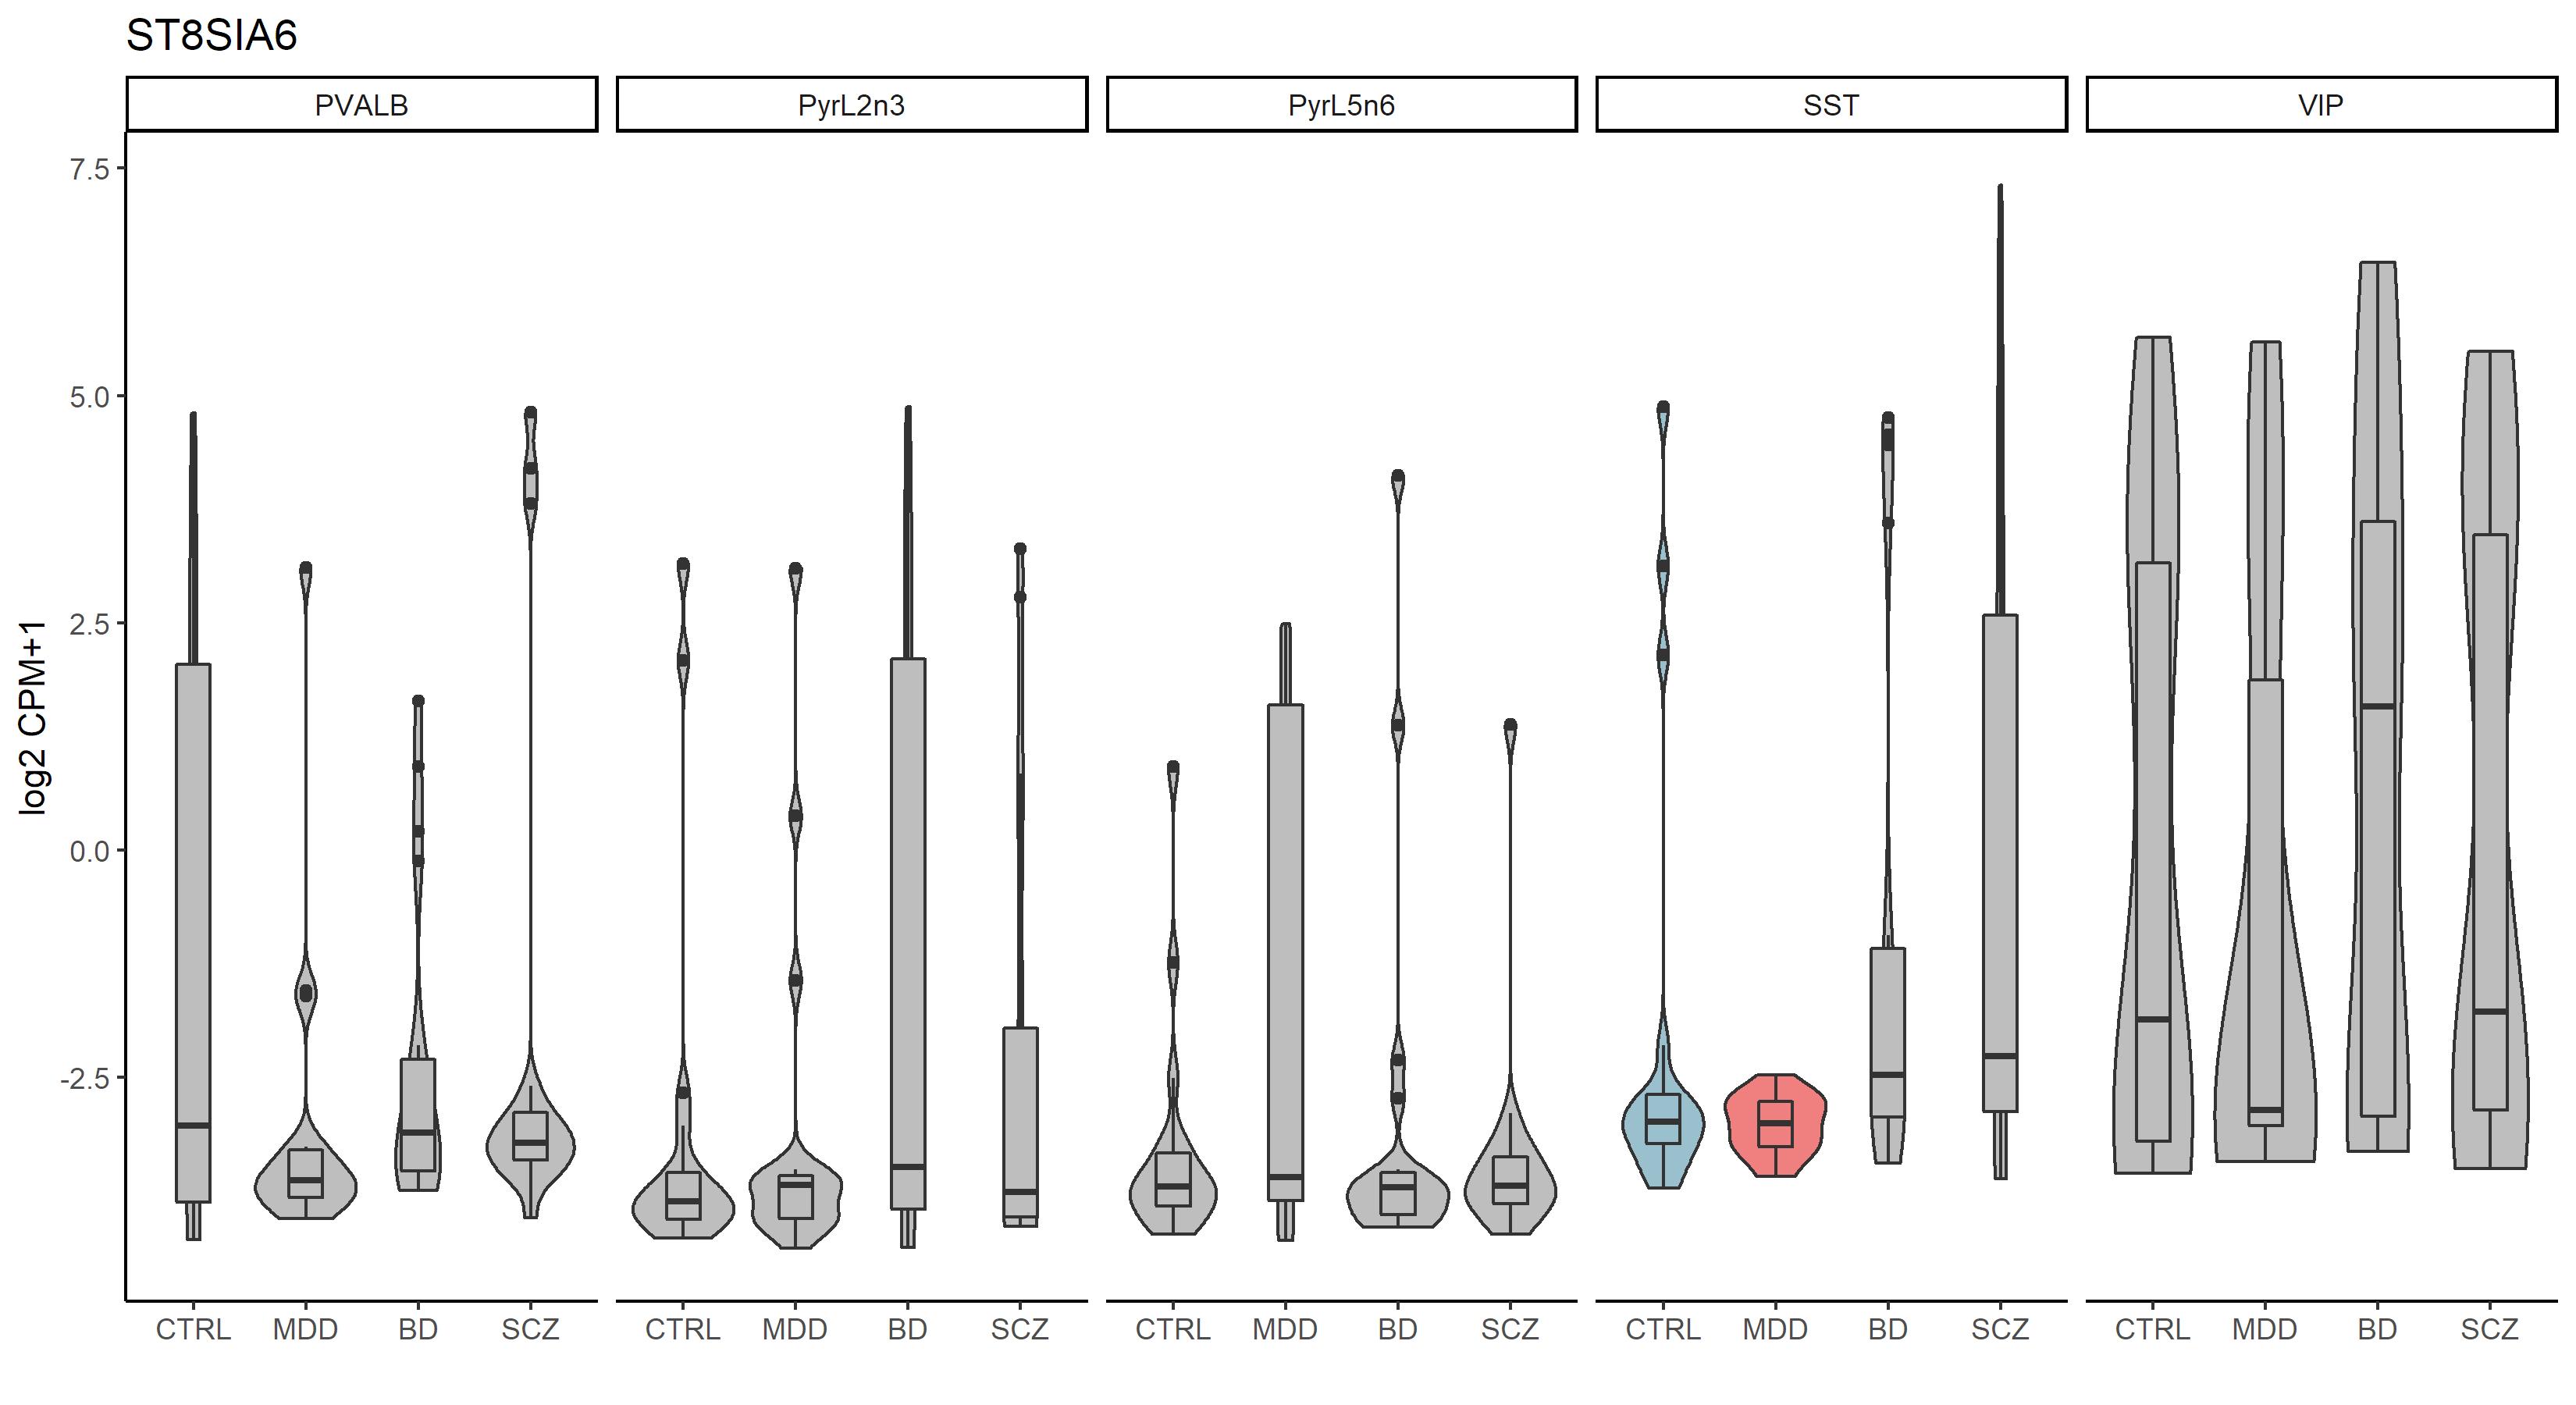 ST8SIA6
PVALB PyrL2n3 PyrL5n6 SST VIP
log2 CPM+1
7.5
5.0
2.5
0.0
-2.5
CTRL MDD BD SCZ CTRL MDD BD SCZ CTRL MDD BD SCZ CTRL MDD BD SCZ CTRL MDD BD SCZ